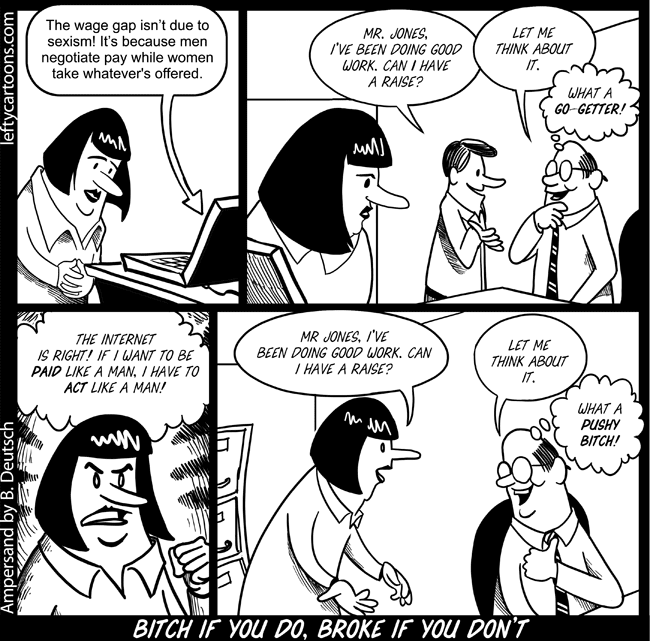 leftycartoons.com
The wage gap isn't due to
sexism! It's because men
negotiate pay while women
take whatever's offered.
MR. JONES,
I'VE BEEN DOING GOOD
WORK. CAN I HAVE
A RAISE?
LET ME
THINK ABOUT
IT.
WHAT A
GO-GETTER!
THE INTERNET
IS RIGHT! IF I WANT TO BE
PAID LIKE A MAN, I HAVE TO
ACT LIKE A MAN!
MR JONES, I'VE
BEEN DOING GOOD WORK. CAN
I HAVE A RAISE?
LET ME
THINK ABOUT
IT.
WHAT A
PUSHY
BITCH!
Ampersand by B. Deutsch
BITCH IF YOU DO, BROKE IF YOU DON'T